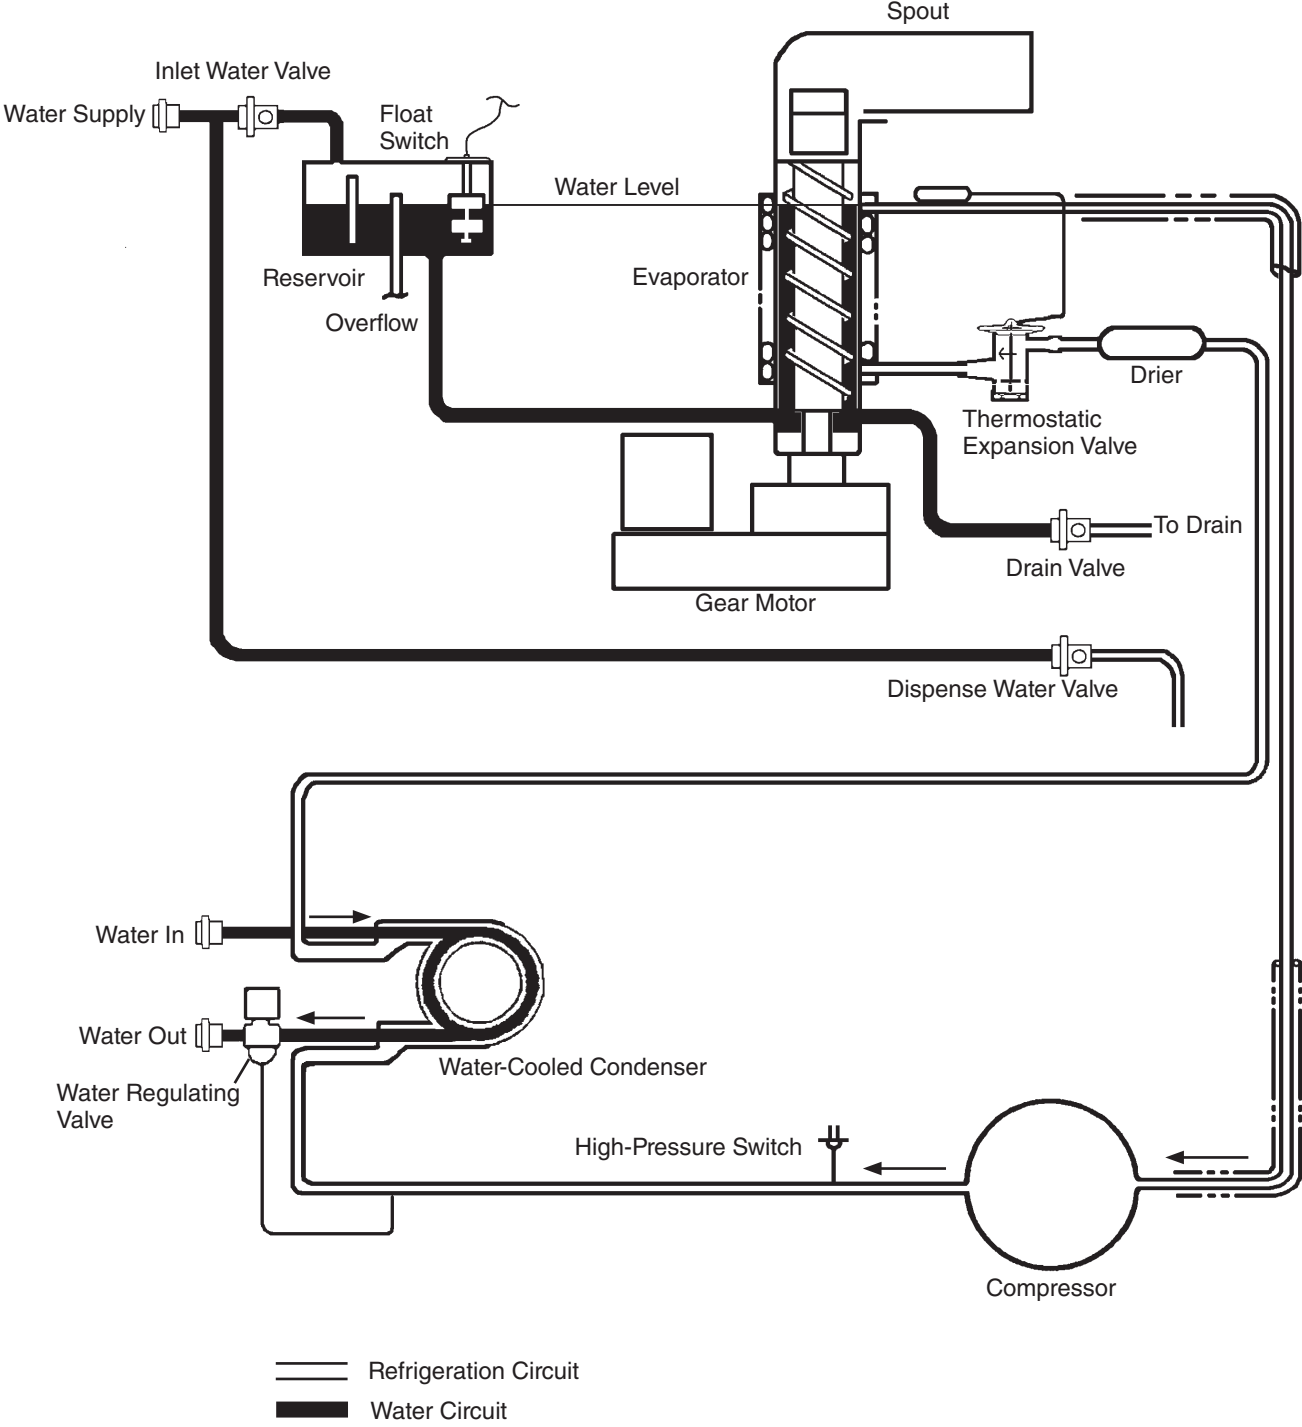 Spout
Inlet Water Valve
Water Supply
Float
Switch
Water Level
Reservoir
Evaporator
Overflow
Drier
Thermostatic
Expansion Valve
To Drain
Drain Valve
Gear Motor
Dispense Water Valve
Water In
Water Out
Water-Cooled Condenser
Water Regulating
Valve
High-Pressure Switch
Compressor
Refrigeration Circuit
Water Circuit